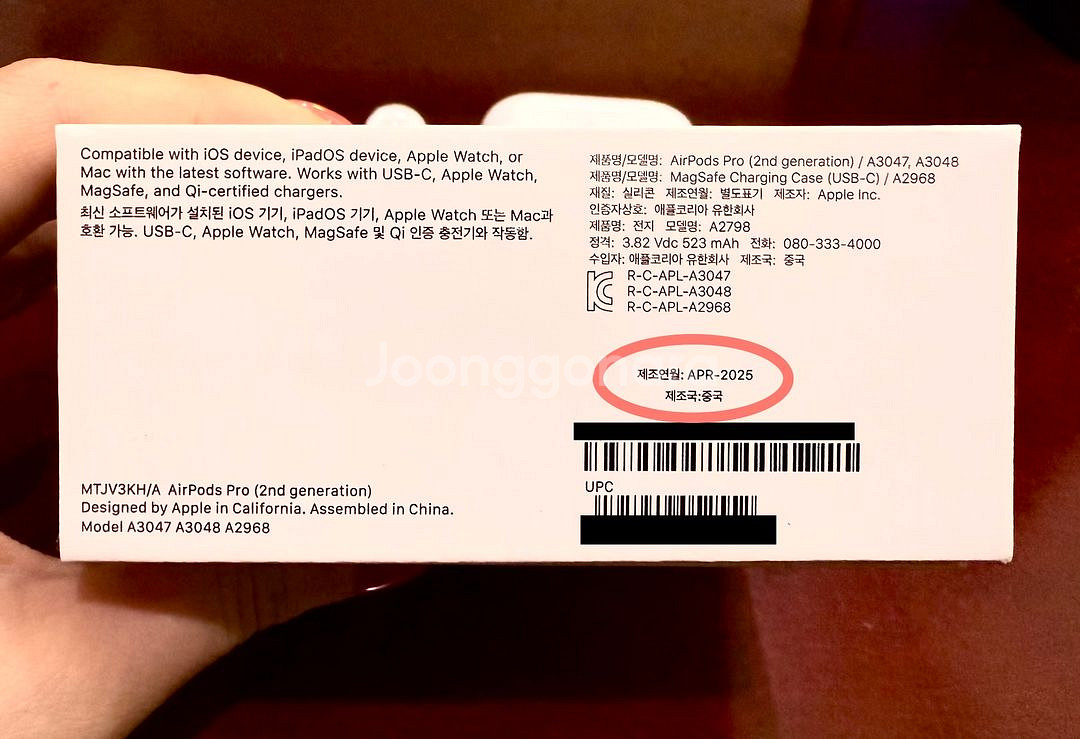 Compatible with iOS device, iPadOS device, Apple Watch, or
Mac with the latest software. Works with USB-C, Apple Watch,
MagSafe, and Qi-certified chargers.
최신 소프트웨어가 설치된 iOS 기기, iPadOS 기기, Apple Watch 또는 Mac과
호환 가능. USB-C, Apple Watch, MagSafe 및 Qi 인증 충전기와 작동함.
MTJV3KH/A AirPods Pro (2nd generation)
Designed by Apple in California. Assembled in China.
Model A3047 A3048 A2968
제품명/모델명: AirPods Pro (2nd generation) / A3047, A3048
제품명/모델명: MagSafe Charging Case (USB-C) / A2968
재질: 실리콘 제조연월: 별도표기 제조자: Apple Inc.
인증자상호: 애플코리아 유한회사
제품명: 전지 모델명: A2798
정격: 3.82 Vdc 523 mAh 전화: 080-333-4000
수입자: 애플코리아 유한회사 제조국: 중국
R-C-APL-A3047
R-C-APL-A3048
R-C-APL-A2968
Joonggonara
제조연월: APR-2025
제조국:중국
UPC